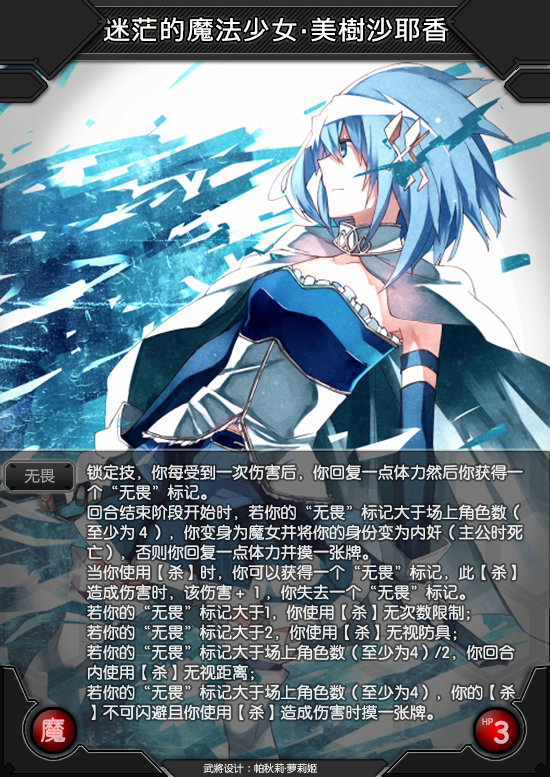 迷茫的魔法少女·美樹沙耶香
无畏
锁定技，你每受到一次伤害后，你回复一点体力然后你获得一
个“无畏”标记。
回合结束阶段开始时，若你的“无畏”标记大于场上角色数（
至少为 4 ），你变身为魔女并将你的身份变为内奸（主公时死
亡），否则你回复一点体力并摸一张牌。
当你使用【杀】时，你可以获得一个“无畏”标记，此【杀】
造成伤害时，该伤害 + 1，你失去一个“无畏”标记。
若你的“无畏”标记大于1，你使用【杀】无次数限制；
若你的“无畏”标记大于2，你使用【杀】无视防具；
若你的“无畏”标记大于场上角色数（至少为4）/2，你回合
内使用【杀】无视距离；
若你的“无畏”标记大于场上角色数（至少为4），你的【杀
】不可闪避且你使用【杀】造成伤害时摸一张牌。
魔
HP 3
武將设计：帕秋莉·萝莉姬